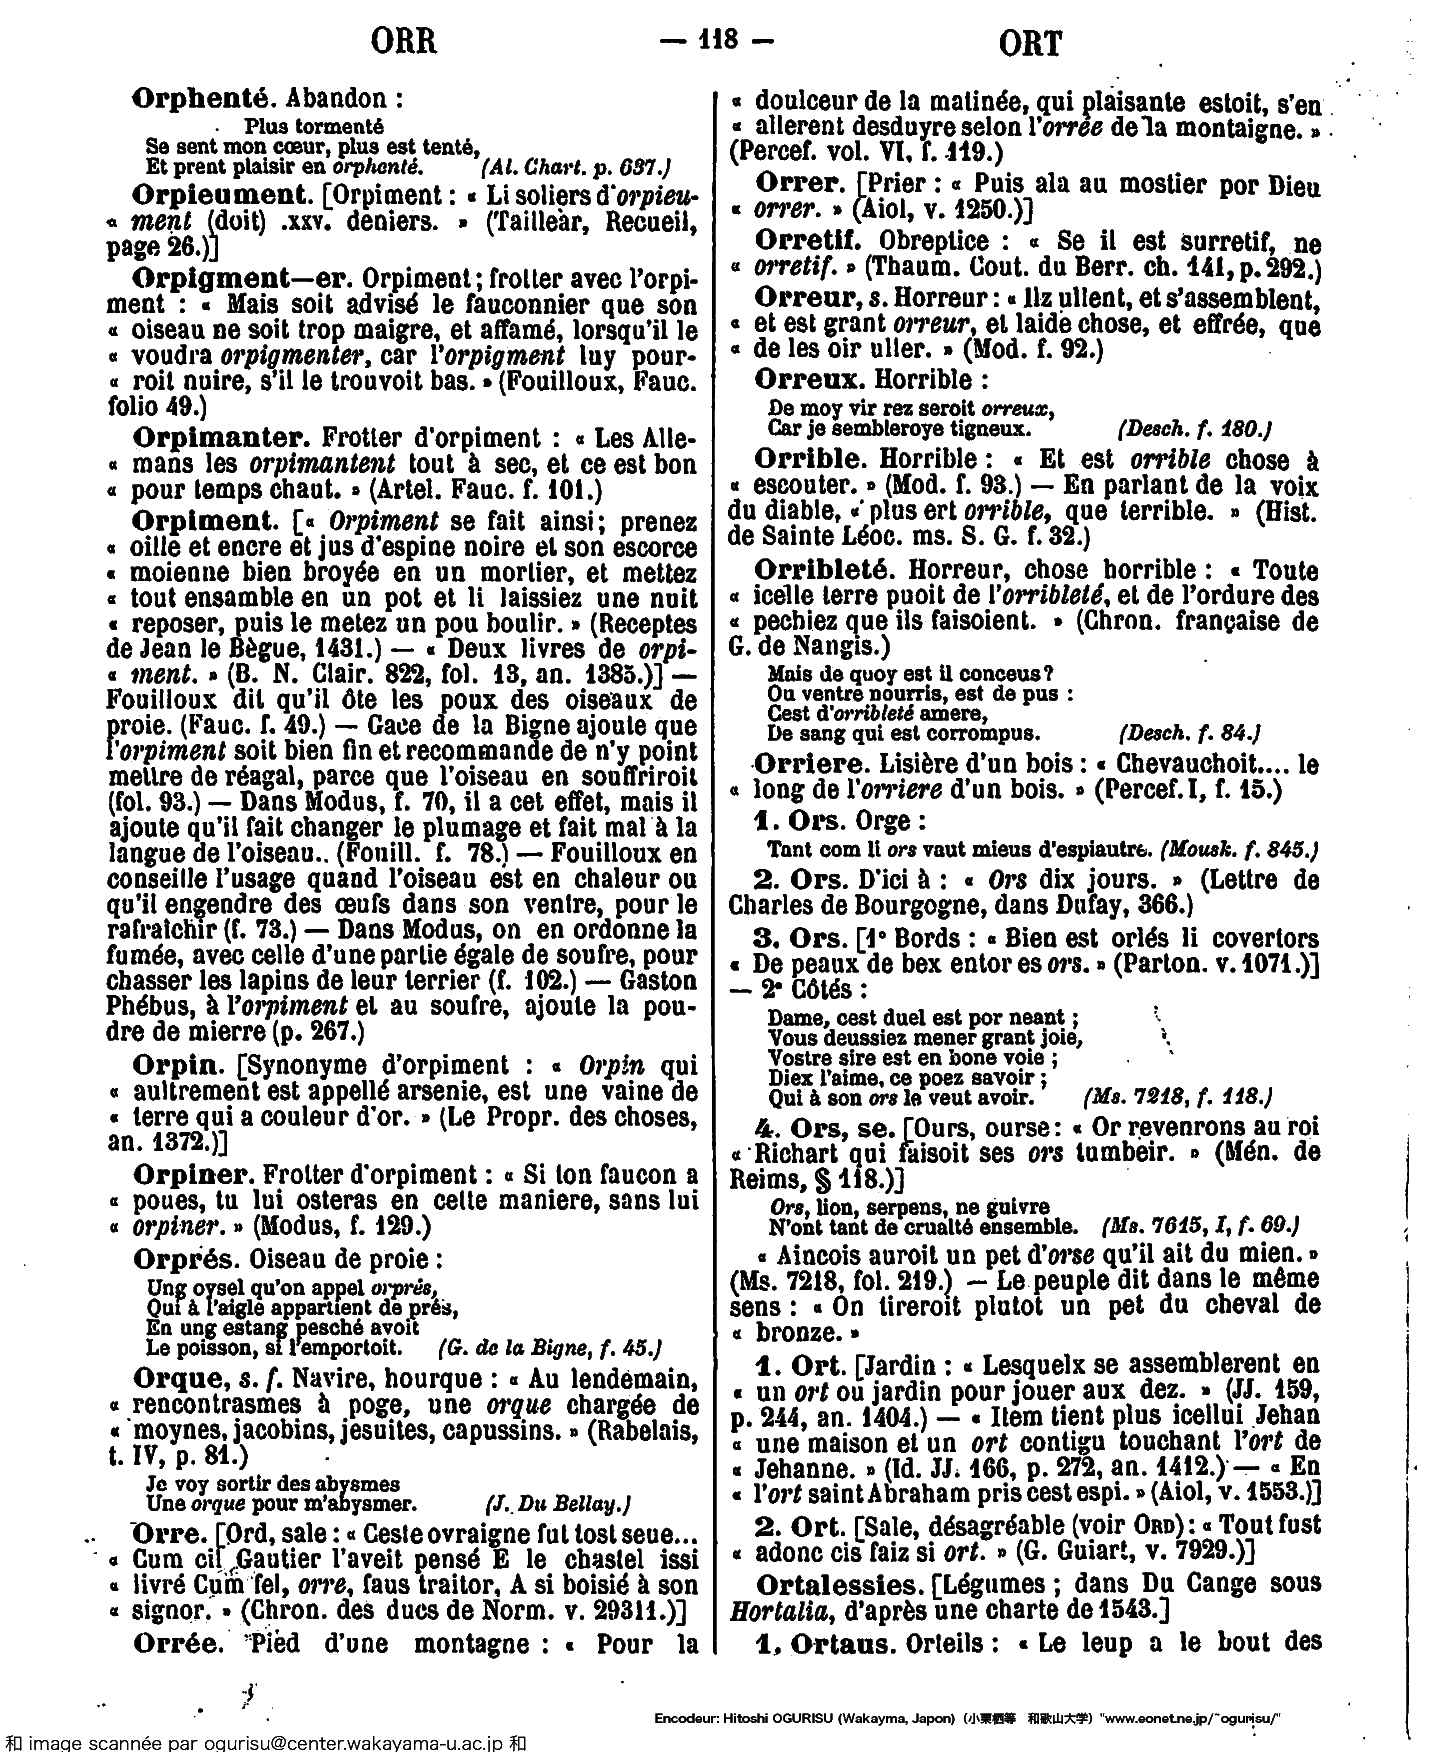 ORR
— 118 —
ORT
Orphenté. Abandon :
Plus tormenté
Se sent mon cœur, plus est tenté,
Et prent plaisir en orphenté. (Al. Chart. p. 637.)
Orpieument. [Orpiment : « Li soliers d'orpieu-
« ment (doit) .xxv. deniers. » (Tailleàr, Recueil,
page 26.)]
Orpigment—er. Orpiment; frotter avec l'orpi-
ment : « Mais soit advisé le fauconnier que son
« oiseau ne soit trop maigre, et affamé, lorsqu'il le
« voudra orpigmenter, car l'orpigment luy pour-
« roit nuire, s'il le trouvoit bas. » (Fouilloux, Fauc.
folio 49.)
Orpimanter. Frotter d'orpiment : « Les Alle-
« mans les orpimantent tout à sec, et ce est bon
« pour temps chaut. » (Artel. Fauc. f. 101.)
Orpiment. [« Orpiment se fait ainsi; prenez
« oille et encre et jus d'espine noire et son escorce
« moienne bien broyée en un mortier, et mettez
« tout ensamble en un pot et li laissiez une nuit
« reposer, puis le metez un pou boulir. » (Receptes
de Jean le Bègue, 1431.) — « Deux livres de orpi-
« ment. » (B. N. Clair. 822, fol. 13, an. 1385.)] —
Fouilloux dit qu'il ôte les poux des oiseaux de
proie. (Fauc. f. 49.) — Gace de la Bigne ajoute que
l'orpiment soit bien fin et recommande de n'y point
mettre de réagal, parce que l'oiseau en souffriroit
(fol. 93.) — Dans Modus, f. 70, il a cet effet, mais il
ajoute qu'il fait changer le plumage et fait mal à la
langue de l'oiseau.. (Fouill. f. 78.) — Fouilloux en
conseille l'usage quand l'oiseau est en chaleur ou
qu'il engendre des œufs dans son ventre, pour le
rafraichir (f. 73.) — Dans Modus, on en ordonne la
fumée, avec celle d'une partie égale de soufre, pour
chasser les lapins de leur terrier (f. 102.) — Gaston
Phébus, à l'orpiment et au soufre, ajoute la pou-
dre de mierre (p. 267.)
Orpin. [Synonyme d'orpiment : « Orpin qui
« aultrement est appellé arsenie, est une vaine de
« terre qui a couleur d'or. » (Le Propr. des choses,
an. 1372.)]
Orpiner. Frotter d'orpiment : « Si ton faucon a
« poues, tu lui osteras en cette maniere, sans lui
« orpiner. » (Modus, f. 129.)
Orprés. Oiseau de proie :
Ung oysel qu'on appel orprés,
Qui à l'aigle appartient de prés,
En ung estang pesché avoit
Le poisson, si l'emportoit. (G. de la Bigne, f. 45.)
Orque, s. f. Navire, hourque : « Au lendemain,
« rencontrasmes à poge, une orque chargée de
« moynes, jacobins, jesuites, capussins. » (Rabelais,
t. IV, p. 81.)
Je voy sortir des abysmes
Une orque pour m'abysmer. (J. Du Bellay.)
Orre. [Ord, sale : « Ceste ovraigne fut tost seue...
« Cum cil Gautier l'aveit pensé E le chastel issi
« livré Cum fel, orre, faus traitor, A si boisié à son
« signor. » (Chron. des ducs de Norm. v. 29311.)]
Orrée. Pied d'une montagne : « Pour la
« doulceur de la matinée, qui plaisante estoit, s'en
« allerent desduyre selon l'orrée de la montaigne. »
(Percef. vol. VI, f. 119.)
Orrer. [Prier : « Puis ala au mostier por Dieu
« orrer. » (Aiol, v. 1250.)]
Orretif. Obreptice : « Se il est surretif, ne
« orretif. » (Thaum. Cout. du Berr. ch. 141, p. 292.)
Orreur, s. Horreur : « Ilz ullent, et s'assemblent,
« et est grant orreur, et laide chose, et effrée, que
« de les oir uller. » (Mod. f. 92.)
Orreux. Horrible :
De moy vir rez seroit orreux,
Car je sembleroye tigneux. (Desch. f. 180.)
Orrible. Horrible : « Et est orrible chose à
« escouter. » (Mod. f. 93.) — En parlant de la voix
du diable, « plus ert orrible, que terrible. » (Hist.
de Sainte Léoc. ms. S. G. f. 32.)
Orribleté. Horreur, chose horrible : « Toute
« icelle terre puoit de l'orribleté, et de l'ordure des
« pechiez que ils faisoient. » (Chron. française de
G. de Nangis.)
Mais de quoy est il conceus ?
Ou ventre nourris, est de pus :
Cest d'orribleté amere,
De sang qui est corrompus. (Desch. f. 84.)
Orriere. Lisière d'un bois : « Chevauchoit.... le
« long de l'orriere d'un bois. » (Percef. I, f. 15.)
1. Ors. Orge :
Tant com li ors vaut mieus d'espiautre. (Mousk. f. 845.)
2. Ors. D'ici à : « Ors dix jours. » (Lettre de
Charles de Bourgogne, dans Dufay, 366.)
3. Ors. [1° Bords : « Bien est orlés li covertors
« De peaux de bex entor es ors. » (Parton. v. 1071.)]
— 2° Côtés :
Dame, cest duel est por neant ;
Vous deussiez mener grant joie,
Vostre sire est en bone voie ;
Diex l'aime, ce poez savoir ;
Qui à son ors le veut avoir. (Ms. 7218, f. 118.)
4. Ors, se. [Ours, ourse : « Or revenrons au roi
« Richart qui faisoit ses ors tumbeir. » (Mén. de
Reims, § 118.)]
Ors, lion, serpens, ne guivre
N'ont tant de crualté ensemble. (Ms. 7615, I, f. 69.)
« Aincois auroit un pet d'orse qu'il ait du mien. »
(Ms. 7218, fol. 219.) — Le peuple dit dans le même
sens : « On tireroit plutot un pet du cheval de
« bronze. »
1. Ort. [Jardin : « Lesquelx se assemblerent en
« un ort ou jardin pour jouer aux dez. » (JJ. 159,
p. 244, an. 1404.) — « Item tient plus icellui Jehan
« une maison et un ort contigu touchant l'ort de
« Jehanne. » (Id. JJ. 166, p. 272, an. 1412.) — « En
« l'ort saint Abraham pris cest espi. » (Aiol, v. 1553.)]
2. Ort. [Sale, désagréable (voir ORD) : « Tout fust
« adonc cis faiz si ort. » (G. Guiart, v. 7929.)]
Ortalessies. [Légumes ; dans Du Cange sous
Hortalia, d'après une charte de 1543.]
1. Ortaus. Orteils : « Le leup a le bout des
Encodeur: Hitoshi OGURISU (Wakayma, Japon) (小栗栖等 和歌山大学) "www.eonet.ne.jp/~ogurisu/"
和 image scannée par ogurisu@center.wakayama-u.ac.jp 和